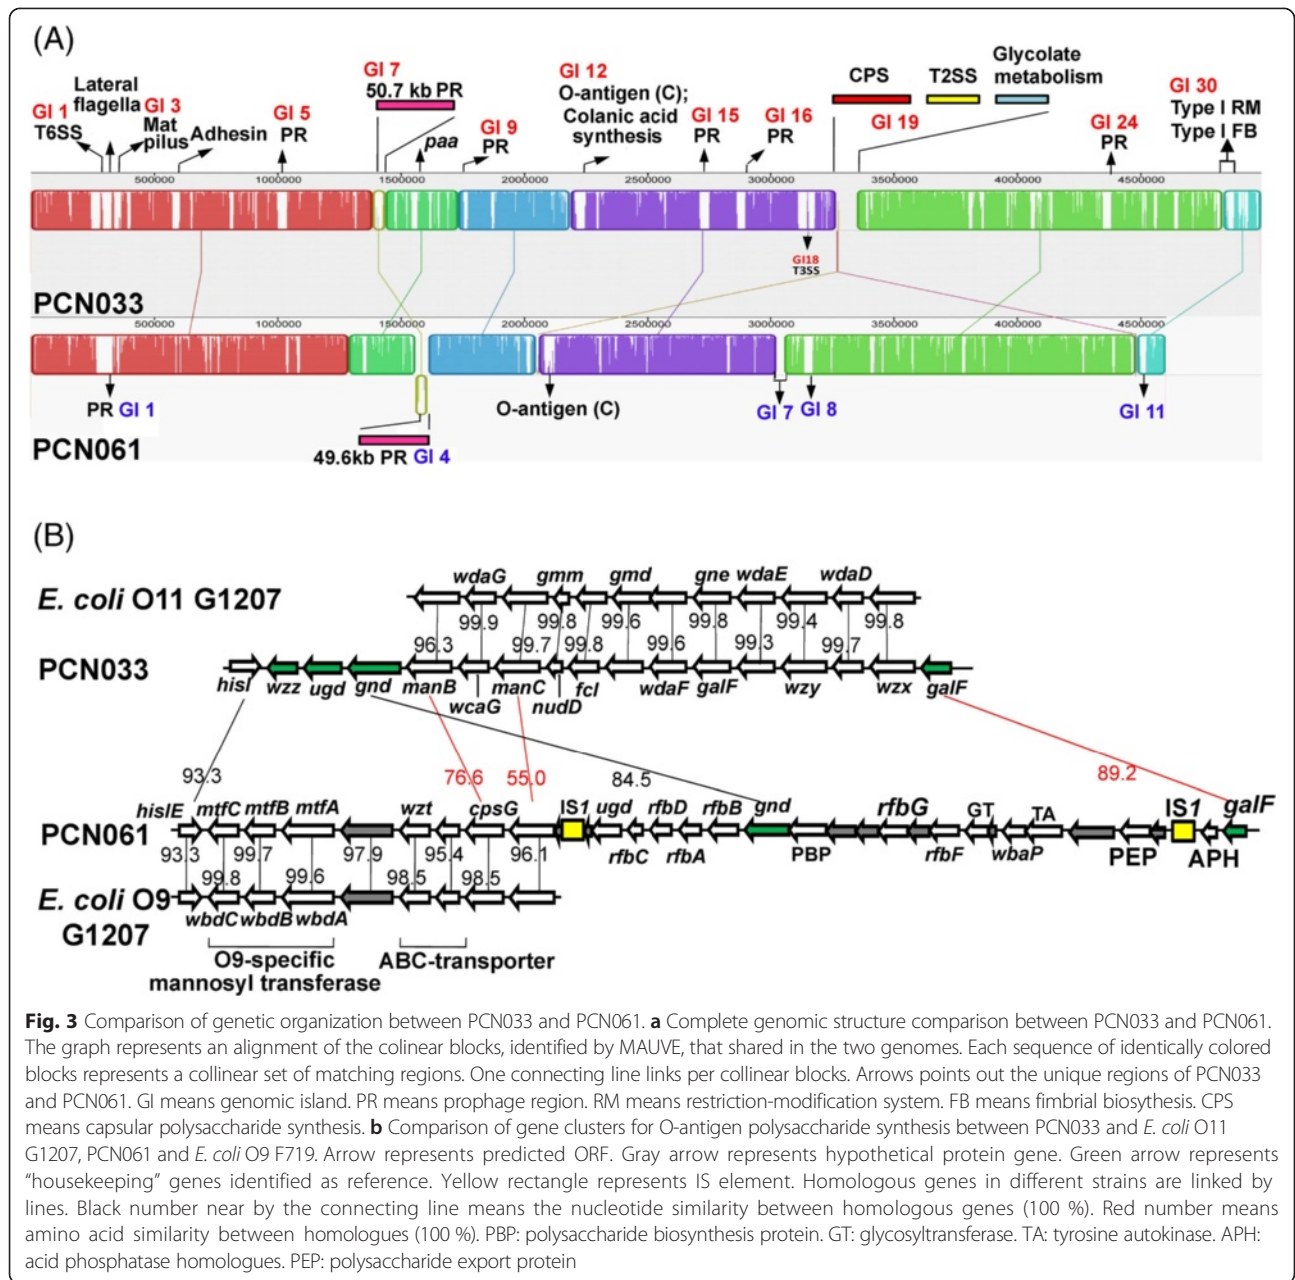 (A)
Lateral flagella
GI 1
T6SS
GI 3
Mat pilus
Adhesin
GI 5
PR
GI 7
50.7 kb PR
paa
GI 9
PR
GI 12
O-antigen (C);
Colanic acid
synthesis
GI 15
PR
GI 16
PR
CPS
T2SS
Glycolate
metabolism
GI 19
GI 24
PR
GI 30
Type I RM
Type I FB
500000 1000000 1500000 2000000 2500000 3000000 3500000 4000000 4500000
GI18
T3SS
PCN033
500000 1000000 1500000 2000000 2500000 3000000 3500000 4000000 4500000
PR GI 1
O-antigen (C)
GI 7 GI 8
GI 11
PCN061
49.6kb PR GI 4
(B)
wdaG gmm gmd gne wdaE wdaD
E. coli O11 G1207
99.9 99.8 99.6 99.8 99.4 99.8
96.3 99.7 99.8 99.6 99.3 99.7
PCN033
hisI wzz ugd gnd manB manC fcl wdaF galF wzy wzx galF
wcaG nudD
93.3 76.6 55.0 84.5 89.2
hisIE mtfC mtfB mtfA wzt cpsG IS1 ugd rfbD rfbB gnd rfbG GT TA IS1 galF
PCN061
rfbC rfbA PBP rfbF wbaP PEP APH
93.3 99.7 97.9 95.4 96.1
99.8 99.6 98.5 98.5
E. coli O9
G1207
wbdC wbdB wbdA
O9-specific
mannosyl transferase
ABC-transporter
Fig. 3 Comparison of genetic organization between PCN033 and PCN061. a Complete genomic structure comparison between PCN033 and PCN061.
The graph represents an alignment of the colinear blocks, identified by MAUVE, that shared in the two genomes. Each sequence of identically colored
blocks represents a collinear set of matching regions. One connecting line links per collinear blocks. Arrows points out the unique regions of PCN033
and PCN061. GI means genomic island. PR means prophage region. RM means restriction-modification system. FB means fimbrial biosythesis. CPS
means capsular polysaccharide synthesis. b Comparison of gene clusters for O-antigen polysaccharide synthesis between PCN033 and E. coli O11
G1207, PCN061 and E. coli O9 F719. Arrow represents predicted ORF. Gray arrow represents hypothetical protein gene. Green arrow represents
“housekeeping” genes identified as reference. Yellow rectangle represents IS element. Homologous genes in different strains are linked by
lines. Black number near by the connecting line means the nucleotide similarity between homologous genes (100 %). Red number means
amino acid similarity between homologues (100 %). PBP: polysaccharide biosynthesis protein. GT: glycosyltransferase. TA: tyrosine autokinase. APH:
acid phosphatase homologues. PEP: polysaccharide export protein